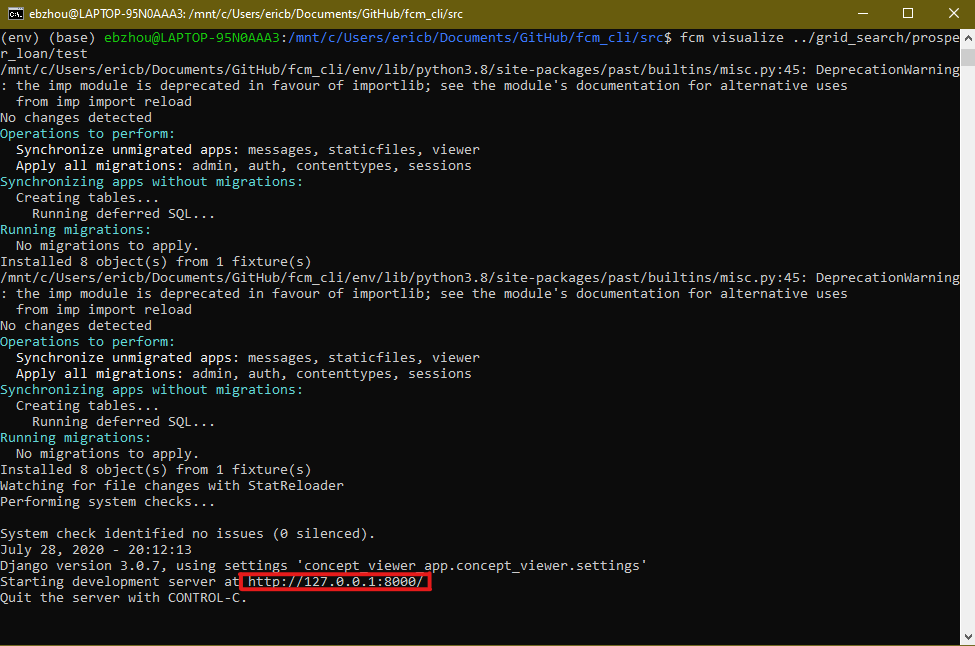 ebzhou@LAPTOP-95N0AAA3: /mnt/c/Users/ericb/Documents/GitHub/fcm_cli/src
(env) (base) ebzhou@LAPTOP-95N0AAA3:/mnt/c/Users/ericb/Documents/GitHub/fcm_cli/src$ fcm visualize ../grid_search/prospe
r_loan/test
/mnt/c/Users/ericb/Documents/GitHub/fcm_cli/env/lib/python3.8/site-packages/past/builtins/misc.py:45: DeprecationWarning
: the imp module is deprecated in favour of importlib; see the module's documentation for alternative uses
  from imp import reload
No changes detected
Operations to perform:
  Synchronize unmigrated apps: messages, staticfiles, viewer
  Apply all migrations: admin, auth, contenttypes, sessions
Synchronizing apps without migrations:
  Creating tables...
    Running deferred SQL...
Running migrations:
  No migrations to apply.
Installed 8 object(s) from 1 fixture(s)
/mnt/c/Users/ericb/Documents/GitHub/fcm_cli/env/lib/python3.8/site-packages/past/builtins/misc.py:45: DeprecationWarning
: the imp module is deprecated in favour of importlib; see the module's documentation for alternative uses
  from imp import reload
No changes detected
Operations to perform:
  Synchronize unmigrated apps: messages, staticfiles, viewer
  Apply all migrations: admin, auth, contenttypes, sessions
Synchronizing apps without migrations:
  Creating tables...
    Running deferred SQL...
Running migrations:
  No migrations to apply.
Installed 8 object(s) from 1 fixture(s)
Watching for file changes with StatReloader
Performing system checks...

System check identified no issues (0 silenced).
July 28, 2020 - 20:12:13
Django version 3.0.7, using settings 'concept_viewer_app.concept_viewer.settings'
Starting development server at http://127.0.0.1:8000/
Quit the server with CONTROL-C.